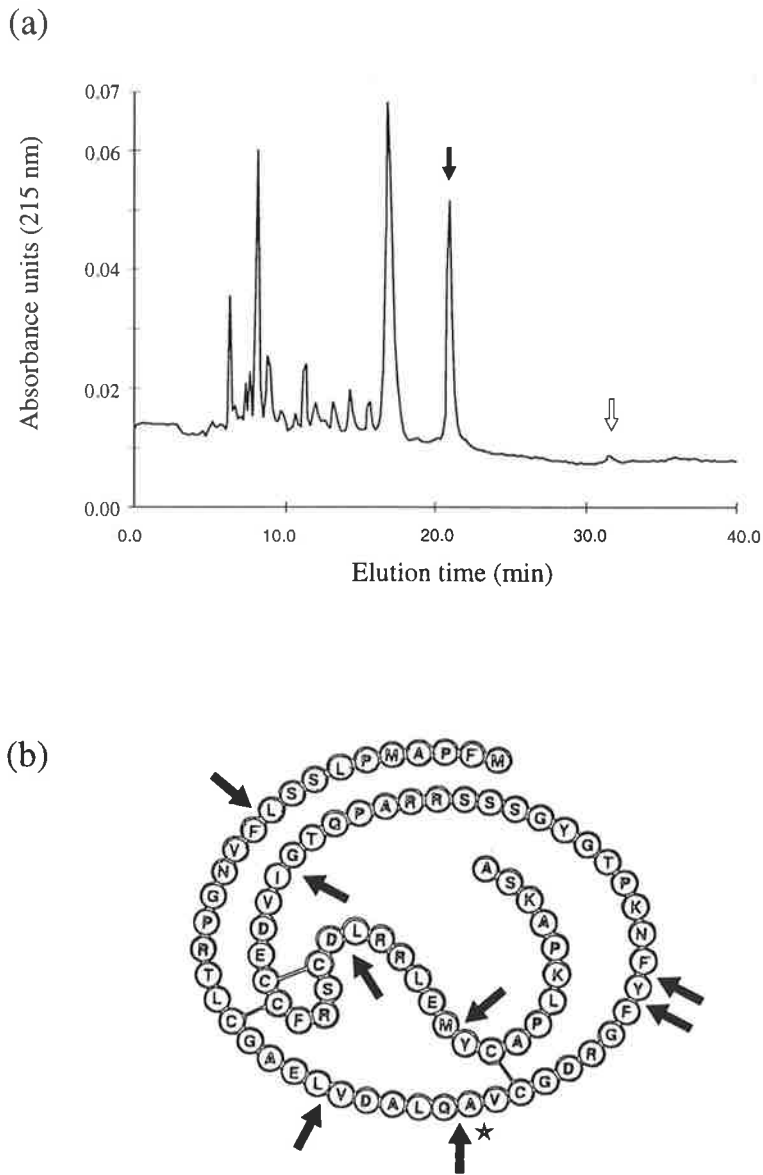 (a)
Absorbance units (215 nm)
0.07
0.06
0.04
0.02
0.00
0.0 10.0 20.0 30.0 40.0
Elution time (min)
(b)
M F P A M P L S S L F V N G P R T L C G A E L V D A L Q A V C G D R G F Y F N K P T G Y G S S S R R A P Q T G I V D E C C F R S C D L R R L E M Y C A P L K P A K S A